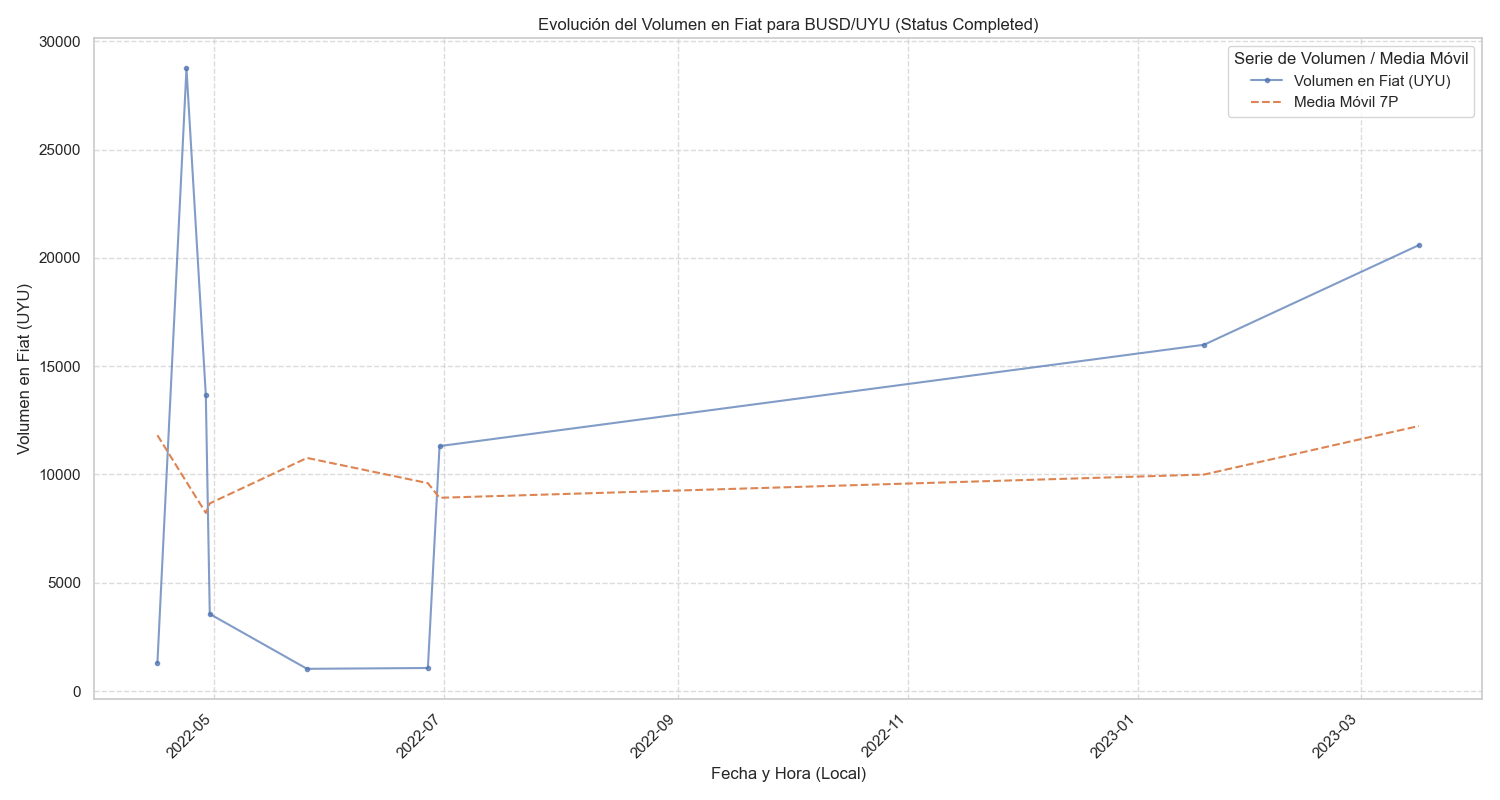 Evolución del Volumen en Fiat para BUSD/UYU (Status Completed)
Serie de Volumen / Media Móvil
Volumen en Fiat (UYU)
Media Móvil 7P
Volumen en Fiat (UYU)
30000
25000
20000
15000
10000
5000
0
2022-05
2022-07
2022-09
2022-11
2023-01
2023-03
Fecha y Hora (Local)